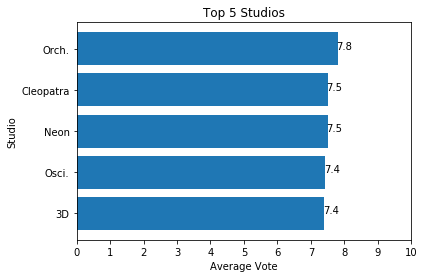 Top 5 Studios
Orch.
7.8
Cleopatra
7.5
Neon
7.5
Osci.
7.4
3D
7.4
Studio
0 1 2 3 4 5 6 7 8 9 10
Average Vote